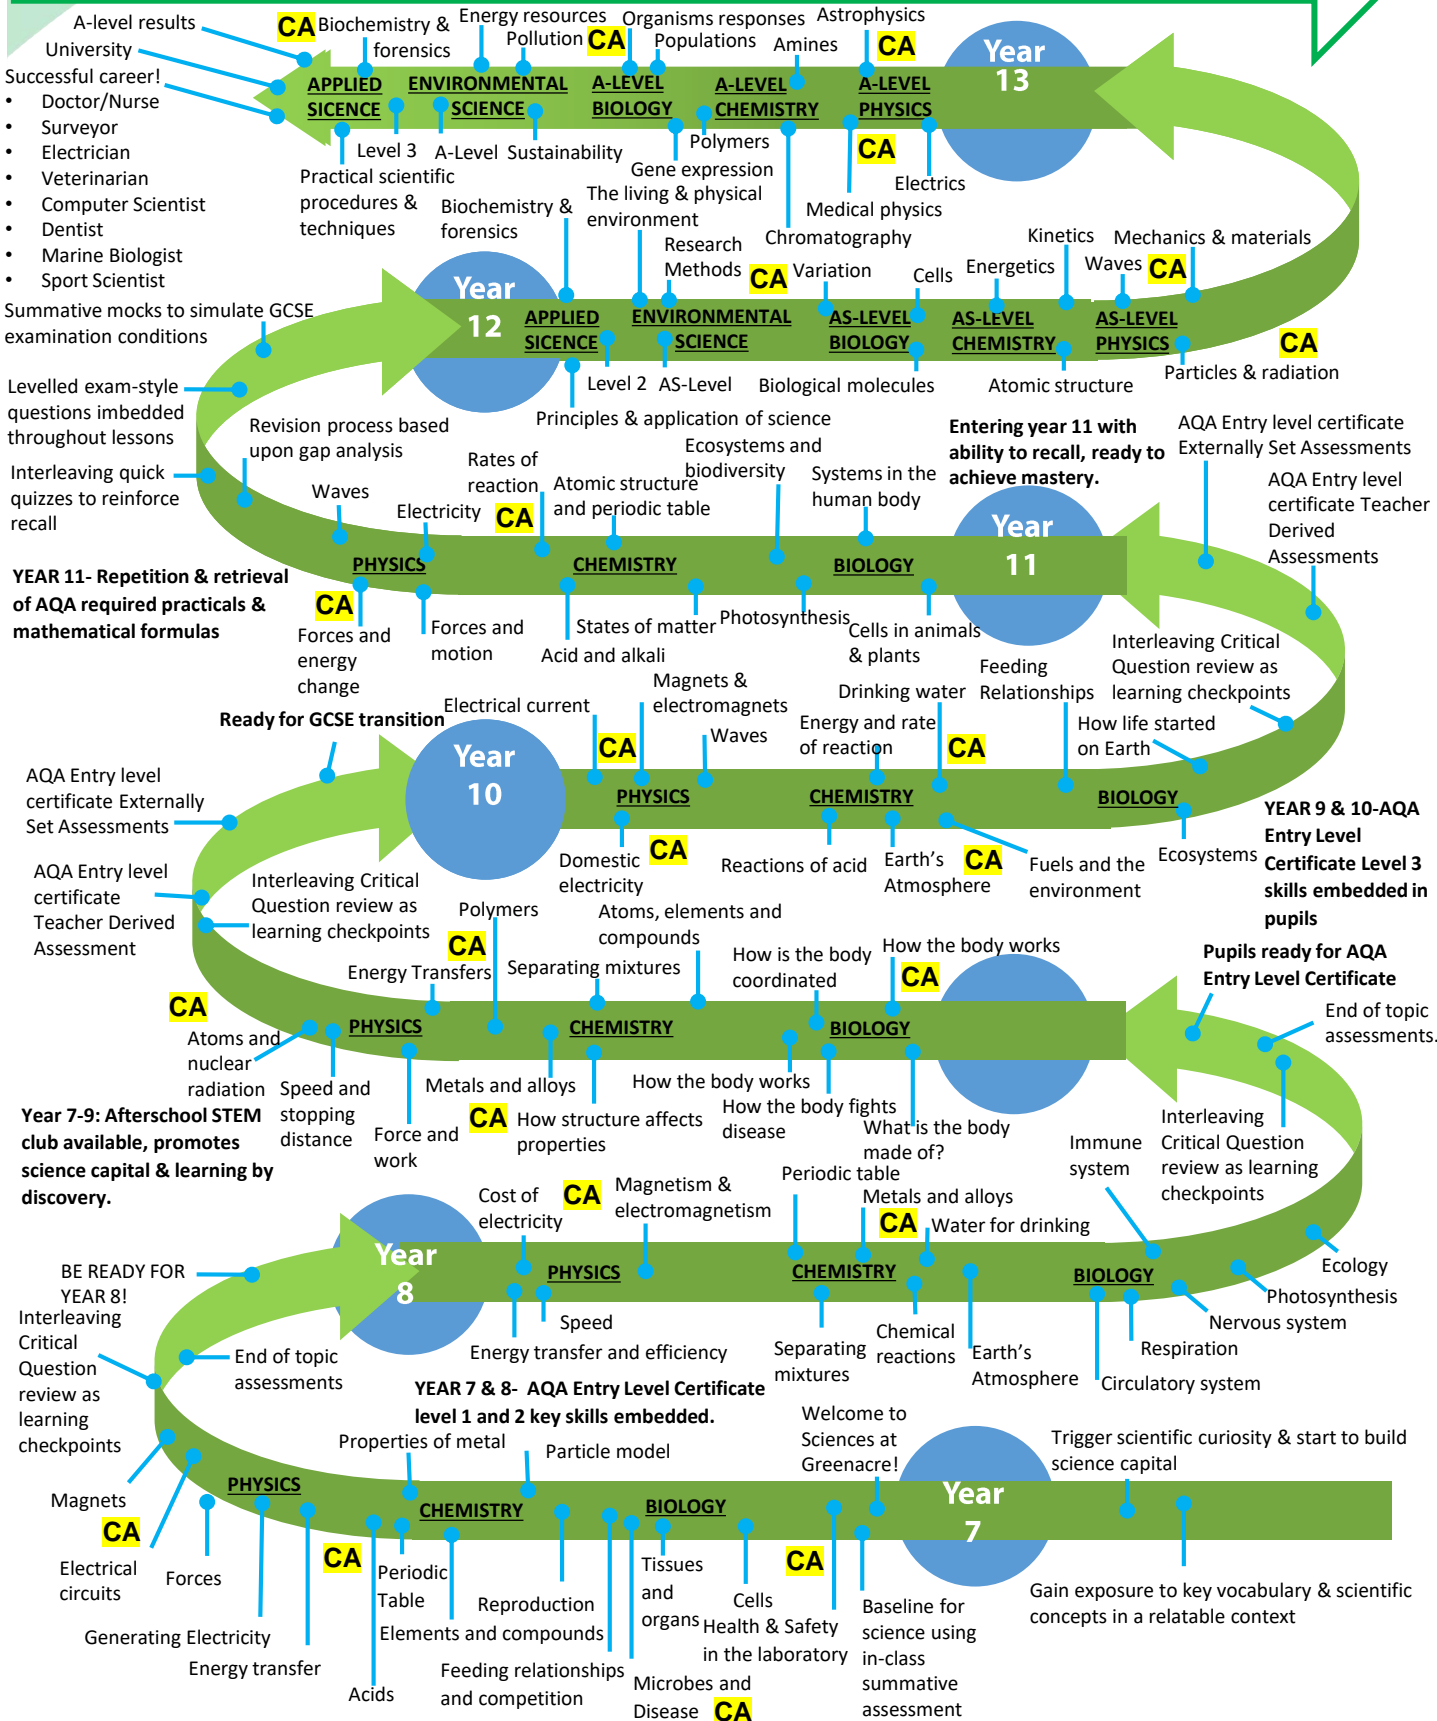 A-level results
University
Successful career!
• Doctor/Nurse
• Surveyor
• Electrician
• Veterinarian
• Computer Scientist
• Dentist
• Marine Biologist
• Sport Scientist
CA
Biochemistry &
forensics
Energy resources
Pollution
CA
Organisms responses
Populations
Amines
Astrophysics
CA
Year
13
APPLIED
SICENCE
ENVIRONMENTAL
SCIENCE
A-LEVEL
BIOLOGY
A-LEVEL
CHEMISTRY
A-LEVEL
PHYSICS
Level 3
A-Level
Sustainability
Practical scientific
procedures &
techniques
Polymers
Gene expression
CA
Electrics
Medical physics
Chromatography
Biochemistry &
forensics
The living & physical
environment
Research
Methods
CA
Variation
Cells
Energetics
Kinetics
Mechanics & materials
Waves
CA
Year
12
APPLIED
SICENCE
ENVIRONMENTAL
SCIENCE
AS-LEVEL
BIOLOGY
AS-LEVEL
CHEMISTRY
AS-LEVEL
PHYSICS
CA
Level 2
AS-Level
Biological molecules
Atomic structure
Particles & radiation
Principles & application of science
Summative mocks to simulate GCSE
examination conditions
Levelled exam-style
questions imbedded
throughout lessons
Interleaving quick
quizzes to reinforce
recall
Revision process based
upon gap analysis
Waves
Electricity
Rates of
reaction
CA
Atomic structure
and periodic table
Ecosystems and
biodiversity
Systems in the
human body
Entering year 11 with
ability to recall, ready to
achieve mastery.
AQA Entry level certificate
Externally Set Assessments
AQA Entry level
certificate Teacher
Derived
Assessments
Year
11
PHYSICS
CHEMISTRY
BIOLOGY
YEAR 11- Repetition & retrieval
of AQA required practicals &
mathematical formulas
CA
Forces and
energy
change
Forces and
motion
Acid and alkali
States of matter
Photosynthesis
Cells in animals
& plants
Interleaving Critical
Question review as
learning checkpoints
Ready for GCSE transition
Electrical current
CA
Magnets &
electromagnets
Waves
Drinking water
Energy and rate
of reaction
CA
Feeding
Relationships
How life started
on Earth
Year
10
PHYSICS
CHEMISTRY
BIOLOGY
AQA Entry level
certificate Externally
Set Assessments
Domestic
electricity
CA
Reactions of acid
Earth's
Atmosphere
CA
Fuels and the
environment
Ecosystems
YEAR 9 & 10-AQA
Entry Level
Certificate Level 3
skills embedded in
pupils
AQA Entry level
certificate
Teacher Derived
Assessment
Interleaving Critical
Question review as
learning checkpoints
Polymers
CA
Energy Transfers
Separating mixtures
Atoms, elements and
compounds
How is the body
coordinated
How the body works
CA
Pupils ready for AQA
Entry Level Certificate
End of topic
assessments.
CA
PHYSICS
CHEMISTRY
BIOLOGY
Atoms and
nuclear
radiation
Speed and
stopping
distance
Force and
work
Metals and alloys
CA
How structure affects
properties
How the body works
How the body fights
disease
What is the body
made of?
Interleaving
Critical Question
review as learning
checkpoints
Year 7-9: Afterschool STEM
club available, promotes
science capital & learning by
discovery.
Cost of
electricity
CA
Magnetism &
electromagnetism
Periodic table
Metals and alloys
CA
Water for drinking
Immune
system
Year
8
PHYSICS
CHEMISTRY
BIOLOGY
Ecology
Photosynthesis
Nervous system
Respiration
Circulatory system
BE READY FOR
YEAR 8!
Speed
Energy transfer and efficiency
Separating
mixtures
Chemical
reactions
Earth's
Atmosphere
Interleaving
Critical
Question
review as
learning
checkpoints
End of topic
assessments
YEAR 7 & 8- AQA Entry Level Certificate
level 1 and 2 key skills embedded.
Properties of metal
Particle model
Welcome to
Sciences at
Greenacre!
Trigger scientific curiosity & start to build
science capital
Year
7
PHYSICS
CHEMISTRY
BIOLOGY
Magnets
CA
Electrical
circuits
Forces
Generating Electricity
Energy transfer
CA
Acids
Periodic
Table
Elements and compounds
Reproduction
Feeding relationships
and competition
Microbes and
Disease
CA
Tissues
and
organs
Cells
CA
Health & Safety
in the laboratory
Baseline for
science using
in-class
summative
assessment
Gain exposure to key vocabulary & scientific
concepts in a relatable context